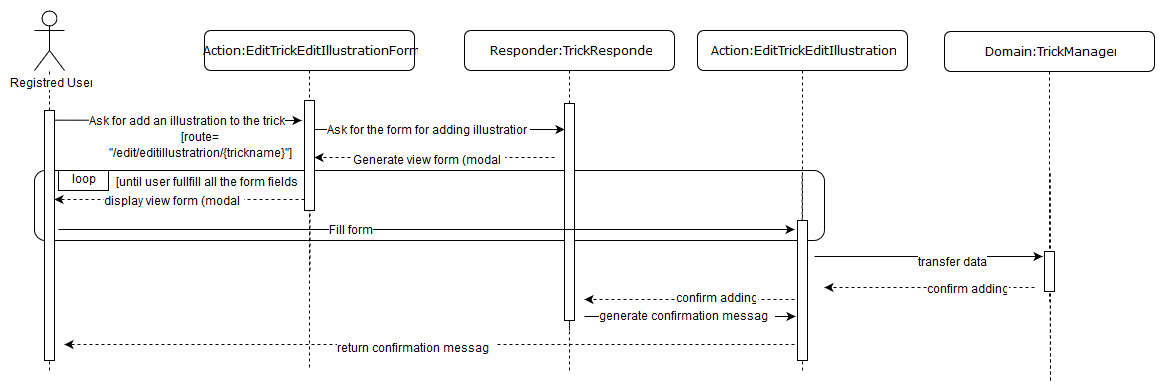 Action:EditTrickEditIllustrationForm
Responder:TrickResponde
Action:EditTrickEditIllustration
Domain:TrickManager
Registred User
Ask for add an illustration to the trick
[route=
"/edit/editillustratrion/{trickname}"]
Ask for the form for adding illustration
Generate view form (modal
loop
[until user fullfill all the form fields
display view form (modal
Fill form
transfer data
confirm adding
confirm adding
generate confirmation messag
return confirmation messag